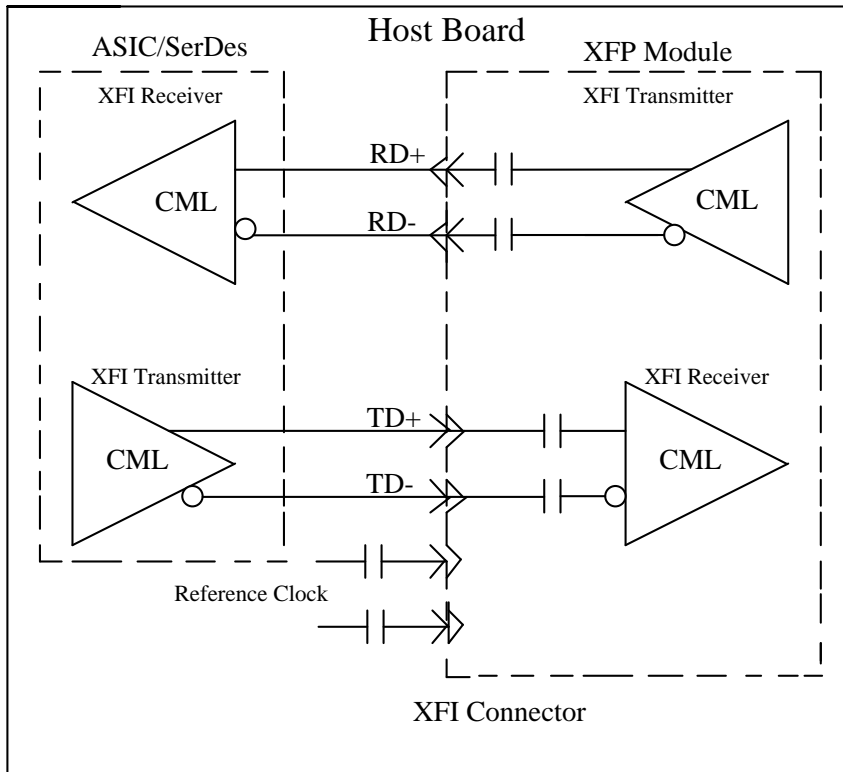 Host Board
ASIC/SerDes
XFP Module
XFI Receiver
XFI Transmitter
RD+
CML
CML
RD-
XFI Transmitter
XFI Receiver
TD+
CML
CML
TD-
Reference Clock
XFI Connector